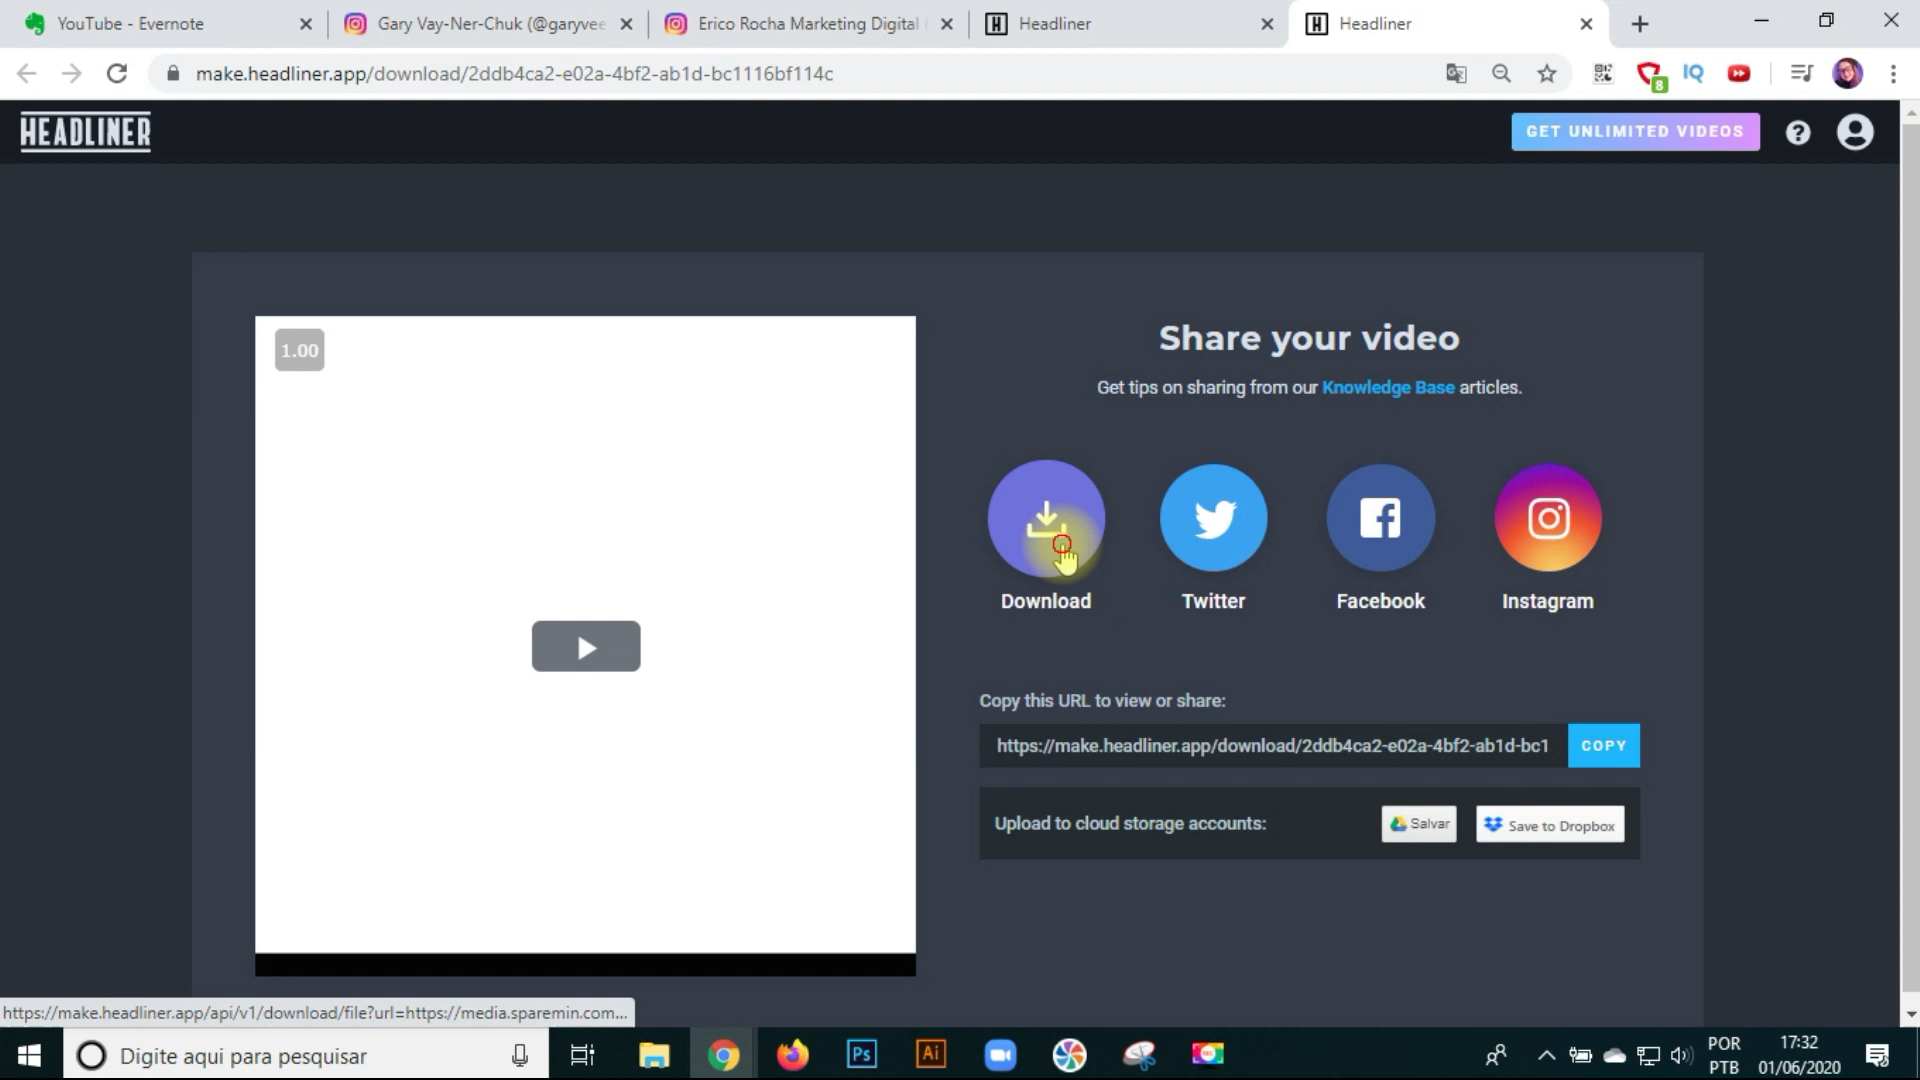 YouTube - Evernote
Gary Vay-Ner-Chuk (@garyvee
Erico Rocha Marketing Digital
Headliner
Headliner
make.headliner.app/download/2ddb4ca2-e02a-4bf2-ab1d-bc1116bf114c
8
IQ
HEADLINER
GET UNLIMITED VIDEOS
?
1.00
Share your video
Get tips on sharing from our Knowledge Base articles.
Download
Twitter
Facebook
Instagram
Copy this URL to view or share:
https://make.headliner.app/download/2ddb4ca2-e02a-4bf2-ab1d-bc1
COPY
Upload to cloud storage accounts:
Salvar
Save to Dropbox
https://make.headliner.app/api/v1/download/file?url=https://media.sparemin.com...
Digite aqui para pesquisar
Ps
Ai
REC
POR
PTB
17:32
01/06/2020